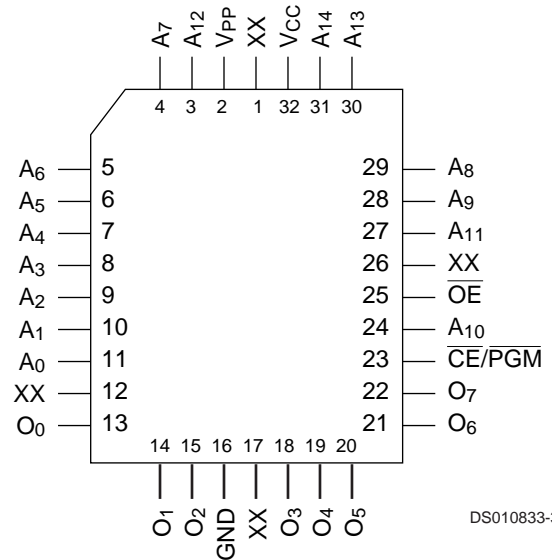 A7 A12 VPP XX VCC A14 A13
4 3 2 1 32 31 30
A6 5 29 A8
A5 6 28 A9
A4 7 27 A11
A3 8 26 XX
A2 9 25 OE
A1 10 24 A10
A0 11 23 CE/PGM
XX 12 22 O7
O0 13 21 O6
14 15 16 17 18 19 20
O1 O2 GND XX O3 O4 O5